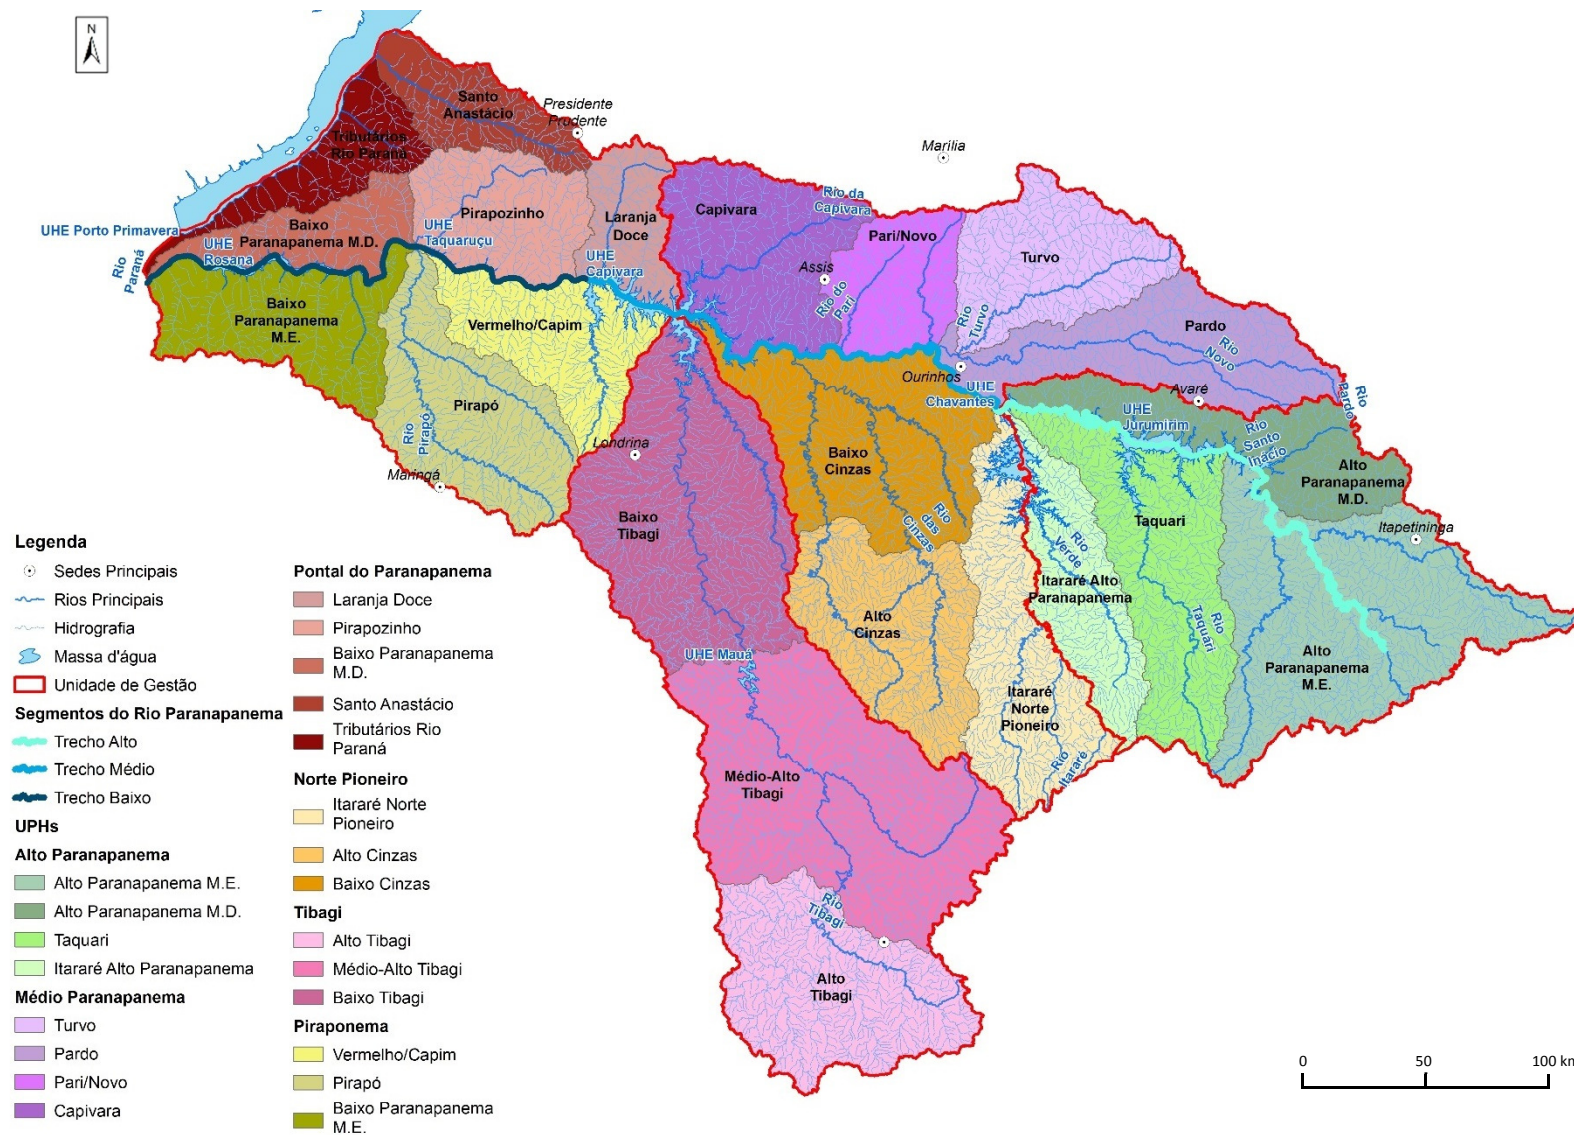 N
Santo
Anastácio
Presidente
Prudente
Tributários
Rio Paraná
Marília
Pirapozinho
Laranja
Doce
Capivara
Rio da
Capivara
Pari/Novo
Turvo
UHE Porto Primavera
Baixo
Paranapanema M.D.
UHE
Rosana
UHE
Taquaruçu
UHE
Capivara
Rio
Paraná
Assis
Rio do
Pari
Rio
Turvo
Pardo
Rio
Novo
Baixo
Paranapanema
M.E.
Vermelho/Capim
Ourinhos
UHE
Chavantes
Avaré
Rio
Pardo
UHE
Jurumirim
Rio
Santo
Inácio
Pirapó
Rio
Pirapó
Maringá
Londrina
Baixo
Cinzas
Alto
Paranapanema
M.D.
Itapetininga
Baixo
Tibagi
Rio
das
Cinzas
Rio
Verde
Taquari
Itararé Alto
Paranapanema
Rio
Taquari
Alto
Cinzas
UHE Mauá
Alto
Paranapanema
M.E.
Itararé
Norte
Pioneiro
Rio
Itararé
Médio-Alto
Tibagi
Rio
Tibagi
Alto
Tibagi
Legenda
Sedes Principais
Rios Principais
Hidrografia
Massa d'água
Unidade de Gestão
Segmentos do Rio Paranapanema
Trecho Alto
Trecho Médio
Trecho Baixo
UPHs
Alto Paranapanema
Alto Paranapanema M.E.
Alto Paranapanema M.D.
Taquari
Itararé Alto Paranapanema
Médio Paranapanema
Turvo
Pardo
Pari/Novo
Capivara
Pontal do Paranapanema
Laranja Doce
Pirapozinho
Baixo Paranapanema
M.D.
Santo Anastácio
Tributários Rio
Paraná
Norte Pioneiro
Itararé Norte
Pioneiro
Alto Cinzas
Baixo Cinzas
Tibagi
Alto Tibagi
Médio-Alto Tibagi
Baixo Tibagi
Piraponema
Vermelho/Capim
Pirapó
Baixo Paranapanema
M.E.
0 50 100 km